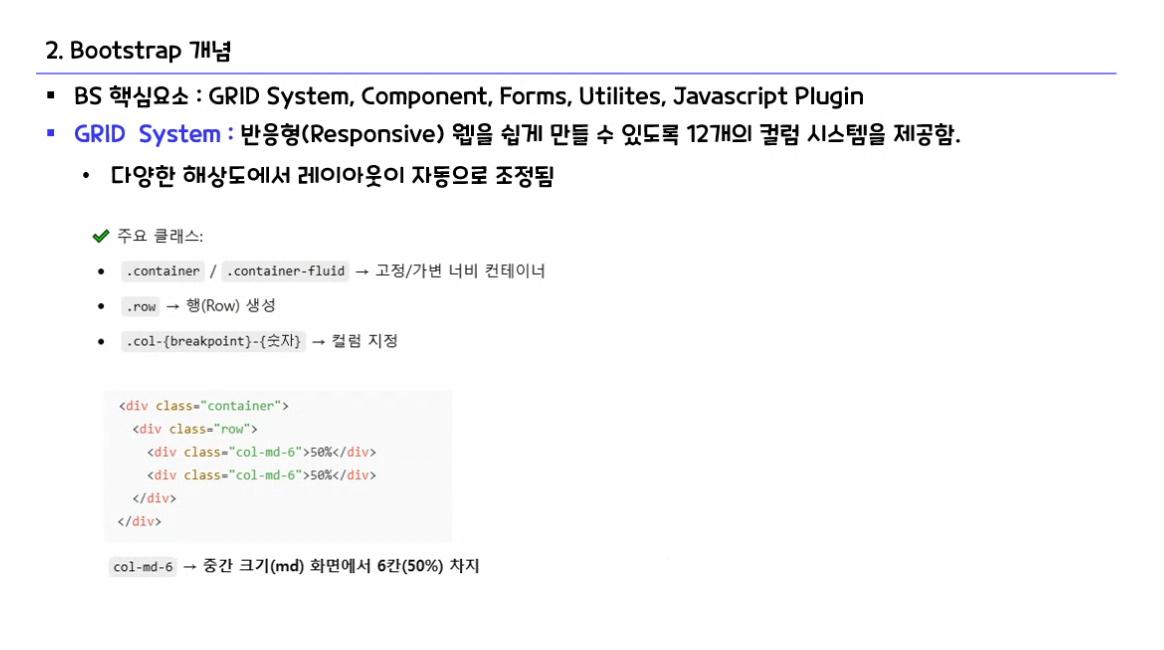 2. Bootstrap 개념
▪ BS 핵심요소 : GRID System, Component, Forms, Utilites, Javascript Plugin
▪ GRID System : 반응형(Responsive) 웹을 쉽게 만들 수 있도록 12개의 컬럼 시스템을 제공함.
• 다양한 해상도에서 레이아웃이 자동으로 조정됨
✔ 주요 클래스:
• .container / .container-fluid → 고정/가변 너비 컨테이너
• .row → 행(Row) 생성
• .col-{breakpoint}-{숫자} → 컬럼 지정
<div class="container">
<div class="row">
<div class="col-md-6">50%</div>
<div class="col-md-6">50%</div>
</div>
</div>
col-md-6 → 중간 크기(md) 화면에서 6칸(50%) 차지